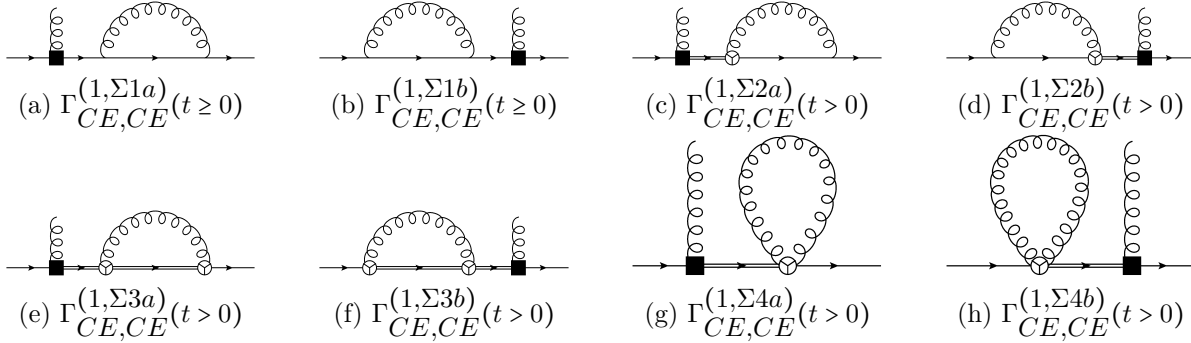 (a) Γ^{(1,Σ1a)}_{CE,CE}(t ≥ 0)
(b) Γ^{(1,Σ1b)}_{CE,CE}(t ≥ 0)
(c) Γ^{(1,Σ2a)}_{CE,CE}(t > 0)
(d) Γ^{(1,Σ2b)}_{CE,CE}(t > 0)
(e) Γ^{(1,Σ3a)}_{CE,CE}(t > 0)
(f) Γ^{(1,Σ3b)}_{CE,CE}(t > 0)
(g) Γ^{(1,Σ4a)}_{CE,CE}(t > 0)
(h) Γ^{(1,Σ4b)}_{CE,CE}(t > 0)